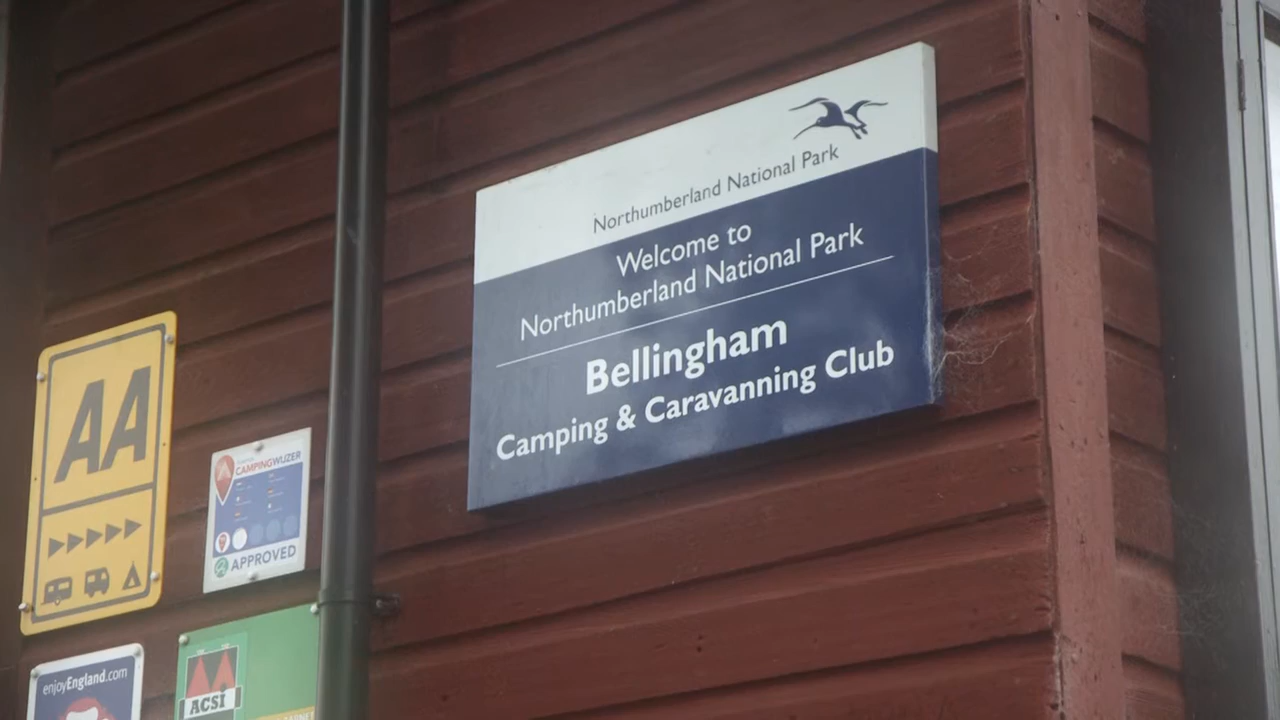 Northumberland National Park
Welcome to
Northumberland National Park
Bellingham
Camping & Caravanning Club
AA
CAMPINGWIJZER
APPROVED
enjoyEngland.com
ACSI